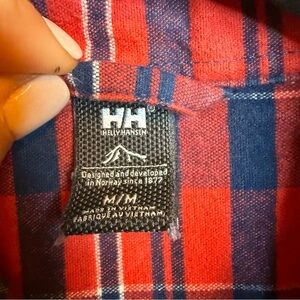 HH
HELLY HANSEN
Designed and developed
in Norway since 1877
M/M
MADE IN VIETNAM
FABRIQUÉ AU VIETNAM